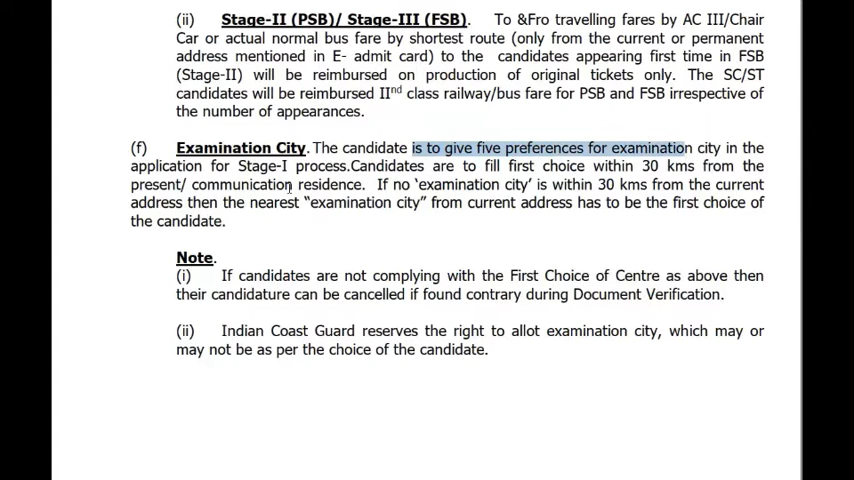 (ii) Stage-II (PSB)/ Stage-III (FSB). To &Fro travelling fares by AC III/Chair
Car or actual normal bus fare by shortest route (only from the current or permanent
address mentioned in E- admit card) to the candidates appearing first time in FSB
(Stage-II) will be reimbursed on production of original tickets only. The SC/ST
candidates will be reimbursed IInd class railway/bus fare for PSB and FSB irrespective of
the number of appearances.
(f) Examination City. The candidate is to give five preferences for examination city in the
application for Stage-I process.Candidates are to fill first choice within 30 kms from the
present/ communication residence. If no ‘examination city’ is within 30 kms from the current
address then the nearest “examination city” from current address has to be the first choice of
the candidate.
Note.
(i) If candidates are not complying with the First Choice of Centre as above then
their candidature can be cancelled if found contrary during Document Verification.
(ii) Indian Coast Guard reserves the right to allot examination city, which may or
may not be as per the choice of the candidate.